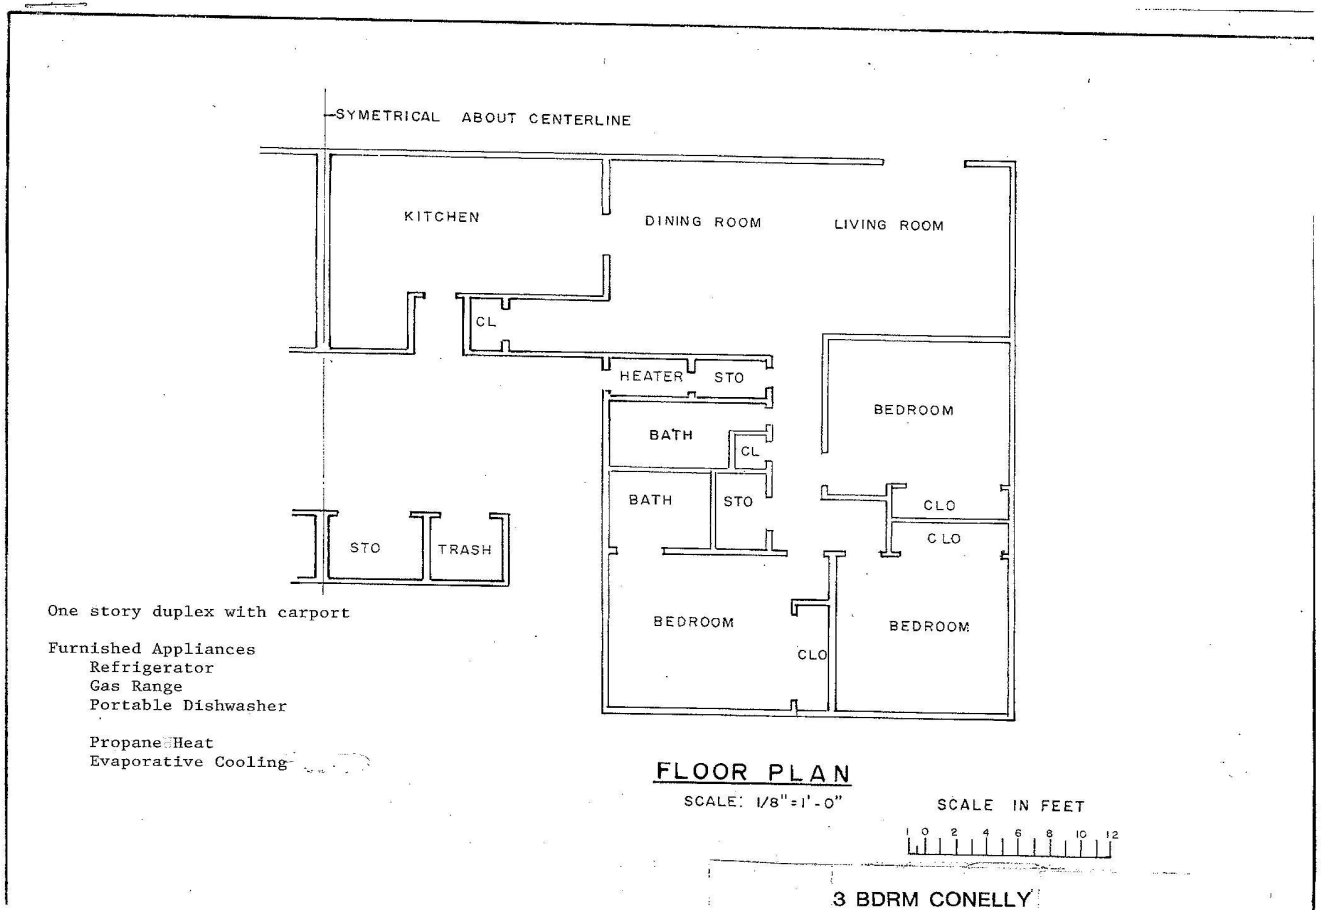 SYMETRICAL ABOUT CENTERLINE
KITCHEN
DINING ROOM
LIVING ROOM
CL
HEATER
STO
BEDROOM
BATH
CL
BATH
STO
CLO
CLO
STO
TRASH
BEDROOM
CLO
BEDROOM
One story duplex with carport
Furnished Appliances
Refrigerator
Gas Range
Portable Dishwasher
Propane Heat
Evaporative Cooling
FLOOR PLAN
SCALE: 1/8"=1'-0"
SCALE IN FEET
1 0 2 4 6 8 10 12
3 BDRM CONELLY